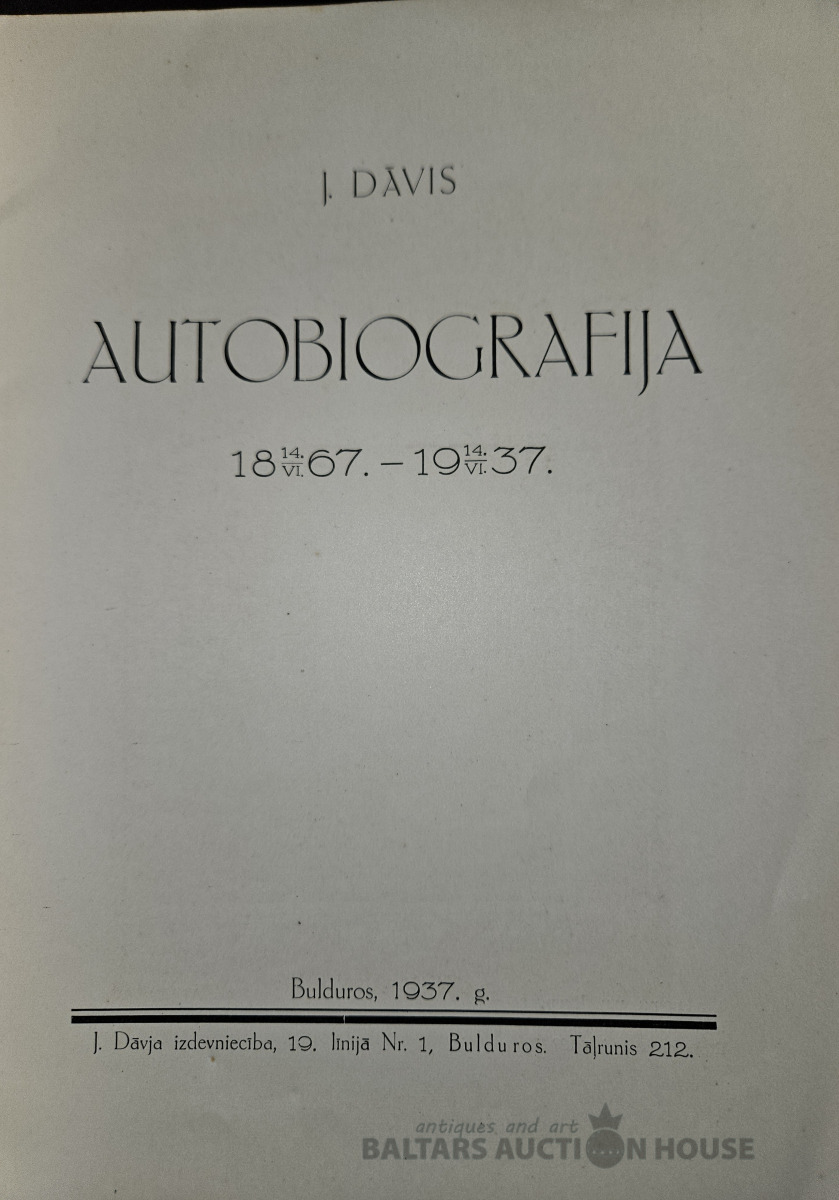 J. DĀVIS
AUTOBIOGRAFIJA
18 14./VI. 67. – 19 14./VI. 37.
Bulduros, 1937. g.
J. Dāvja izdevniecība, 19. līnijā Nr. 1, Bulduros. Tāļrunis 212.
antiques and art
BALTARS AUCTION HOUSE